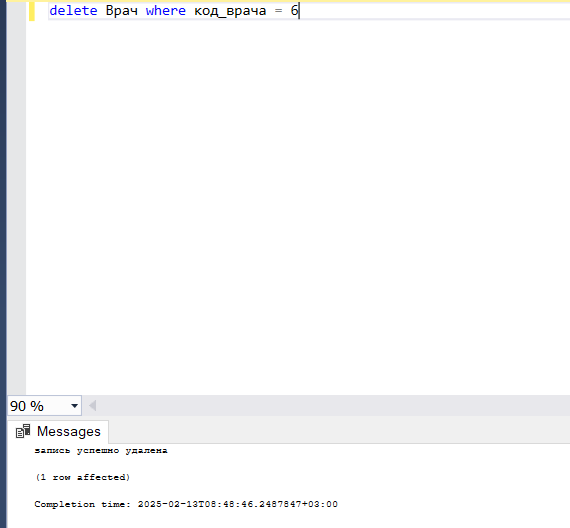 delete Врач where код_врача = 6
90 %
Messages
запись успешно удалена
(1 row affected)
Completion time: 2025-02-13T08:48:46.2487847+03:00